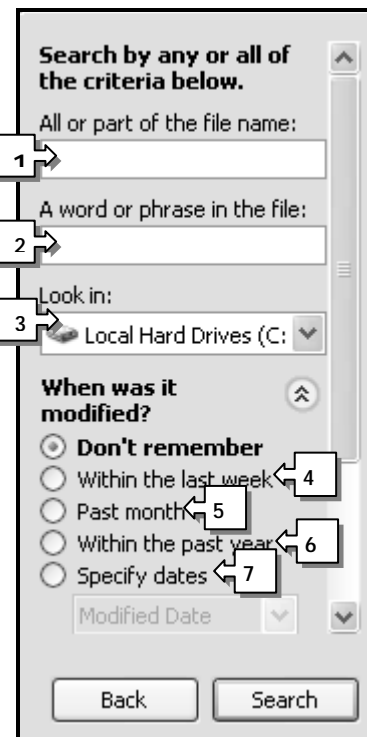 Search by any or all of
the criteria below.
All or part of the file name:
1
A word or phrase in the file:
2
Look in:
3
Local Hard Drives (C:
When was it
modified?
Don't remember
Within the last week 4
Past month 5
Within the past year 6
Specify dates 7
Modified Date
Back Search